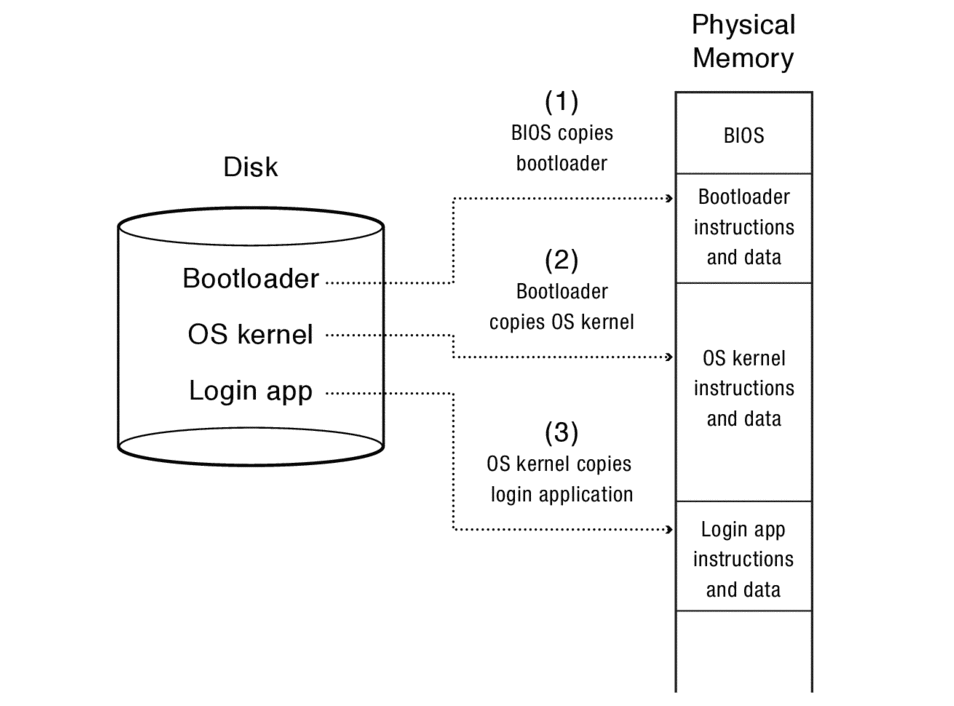 Physical
Memory
(1)
BIOS copies
bootloader
BIOS
Disk
Bootloader
instructions
and data
Bootloader
(2)
Bootloader
copies OS kernel
OS kernel
OS kernel
instructions
and data
Login app
(3)
OS kernel copies
login application
Login app
instructions
and data